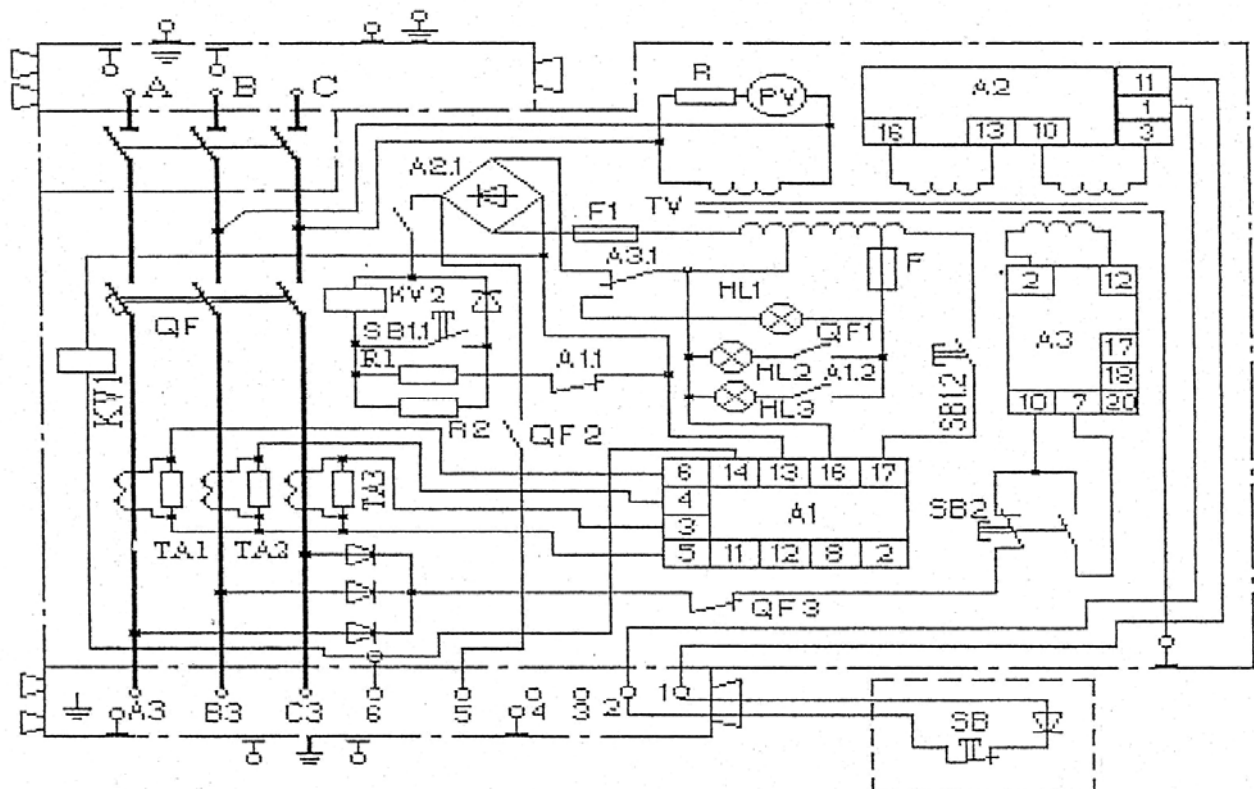 A B C
R PV
A2
11
1
3
16 13 10
A2.1
F1 TV
A3.1
F
2 12
HL1
KV2
SB1.1
QF
QF1
A3
17
18
R1 A1.1
HL2 A1.2
KV1
HL3
SB1.2
10 7 20
R2
QF2
6 14 13 16 17
4
3
A1
5 11 12 8 2
TA3
SB2
TA1 TA2
QF3
A3 B3 C3 6 5 4 3 2 1
SB